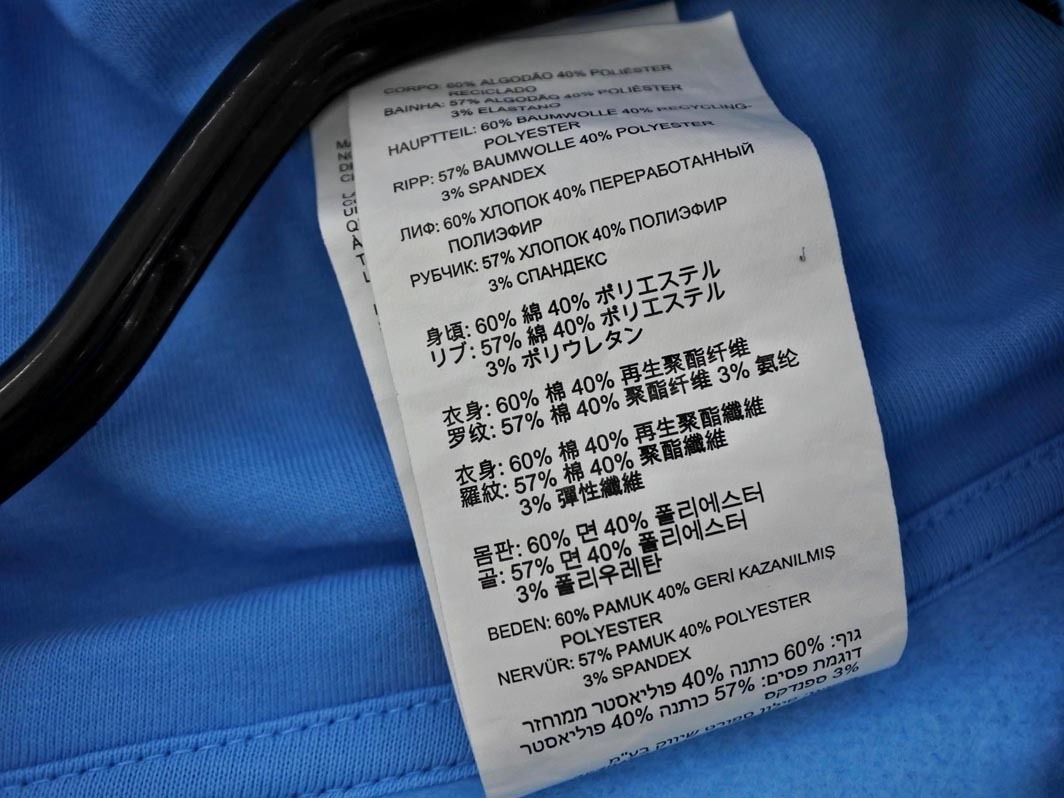 CORPO: 60% ALGODÃO 40% POLIÉSTER
RECICLADO
BAINHA: 57% ALGODÃO 40% POLIÉSTER
3% ELASTANO
HAUPTTEIL: 60% BAUMWOLLE 40% RECYCLING-
POLYESTER
RIPP: 57% BAUMWOLLE 40% POLYESTER
3% SPANDEX
ЛИФ: 60% ХЛОПОК 40% ПЕРЕРАБОТАННЫЙ
ПОЛИЭФИР
РУБЧИК: 57% ХЛОПОК 40% ПОЛИЭФИР
3% СПАНДЕКС
身頃: 60% 綿 40% ポリエステル
リブ: 57% 綿 40% ポリエステル
3% ポリウレタン
衣身: 60% 棉 40% 再生聚酯纤维
罗纹: 57% 棉 40% 聚酯纤维 3% 氨纶
衣身: 60% 棉 40% 再生聚酯纖維
羅紋: 57% 棉 40% 聚酯纖維
3% 彈性纖維
몸판: 60% 면 40% 폴리에스터
골: 57% 면 40% 폴리에스터
3% 폴리우레탄
BEDEN: 60% PAMUK 40% GERİ KAZANILMIŞ
POLYESTER
NERVÜR: 57% PAMUK 40% POLYESTER
3% SPANDEX
גוף: 60% כותנה 40% פוליאסטר ממוחזר
דוגמת פסים: 57% כותנה 40% פוליאסטר
3% ספנדקס
ספורט שיווק בע"מ